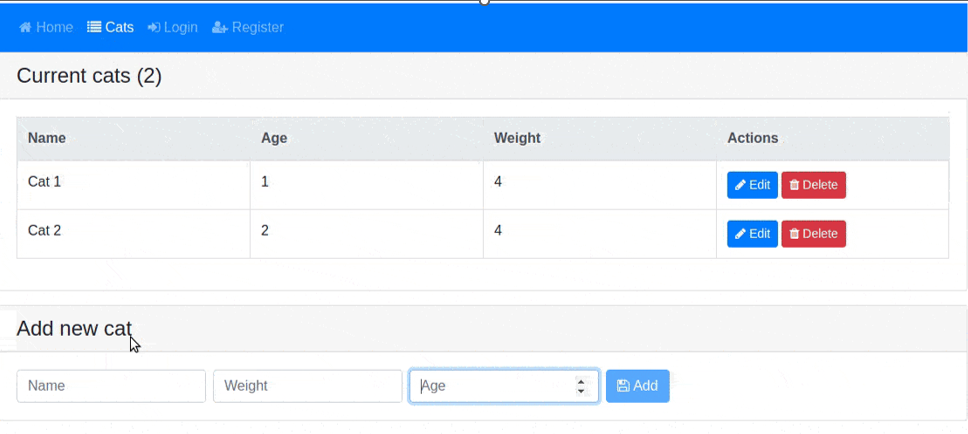 Home Cats Login Register
Current cats (2)
Name Age Weight Actions
Cat 1 1 4 Edit Delete
Cat 2 2 4 Edit Delete
Add new cat
Name Weight Age Add